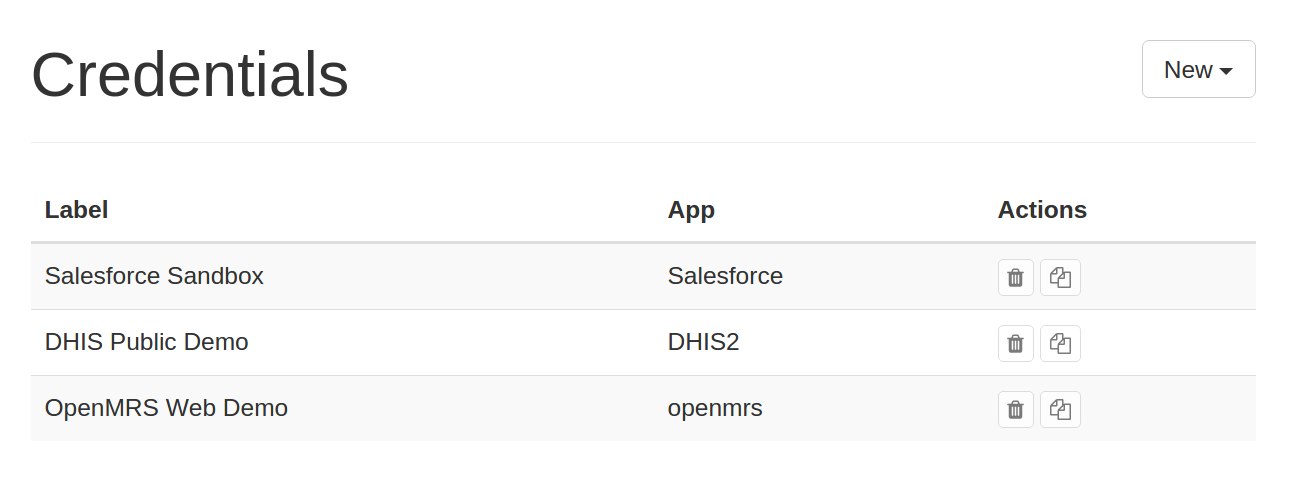 Credentials
New
Label App Actions
Salesforce Sandbox Salesforce
DHIS Public Demo DHIS2
OpenMRS Web Demo openmrs